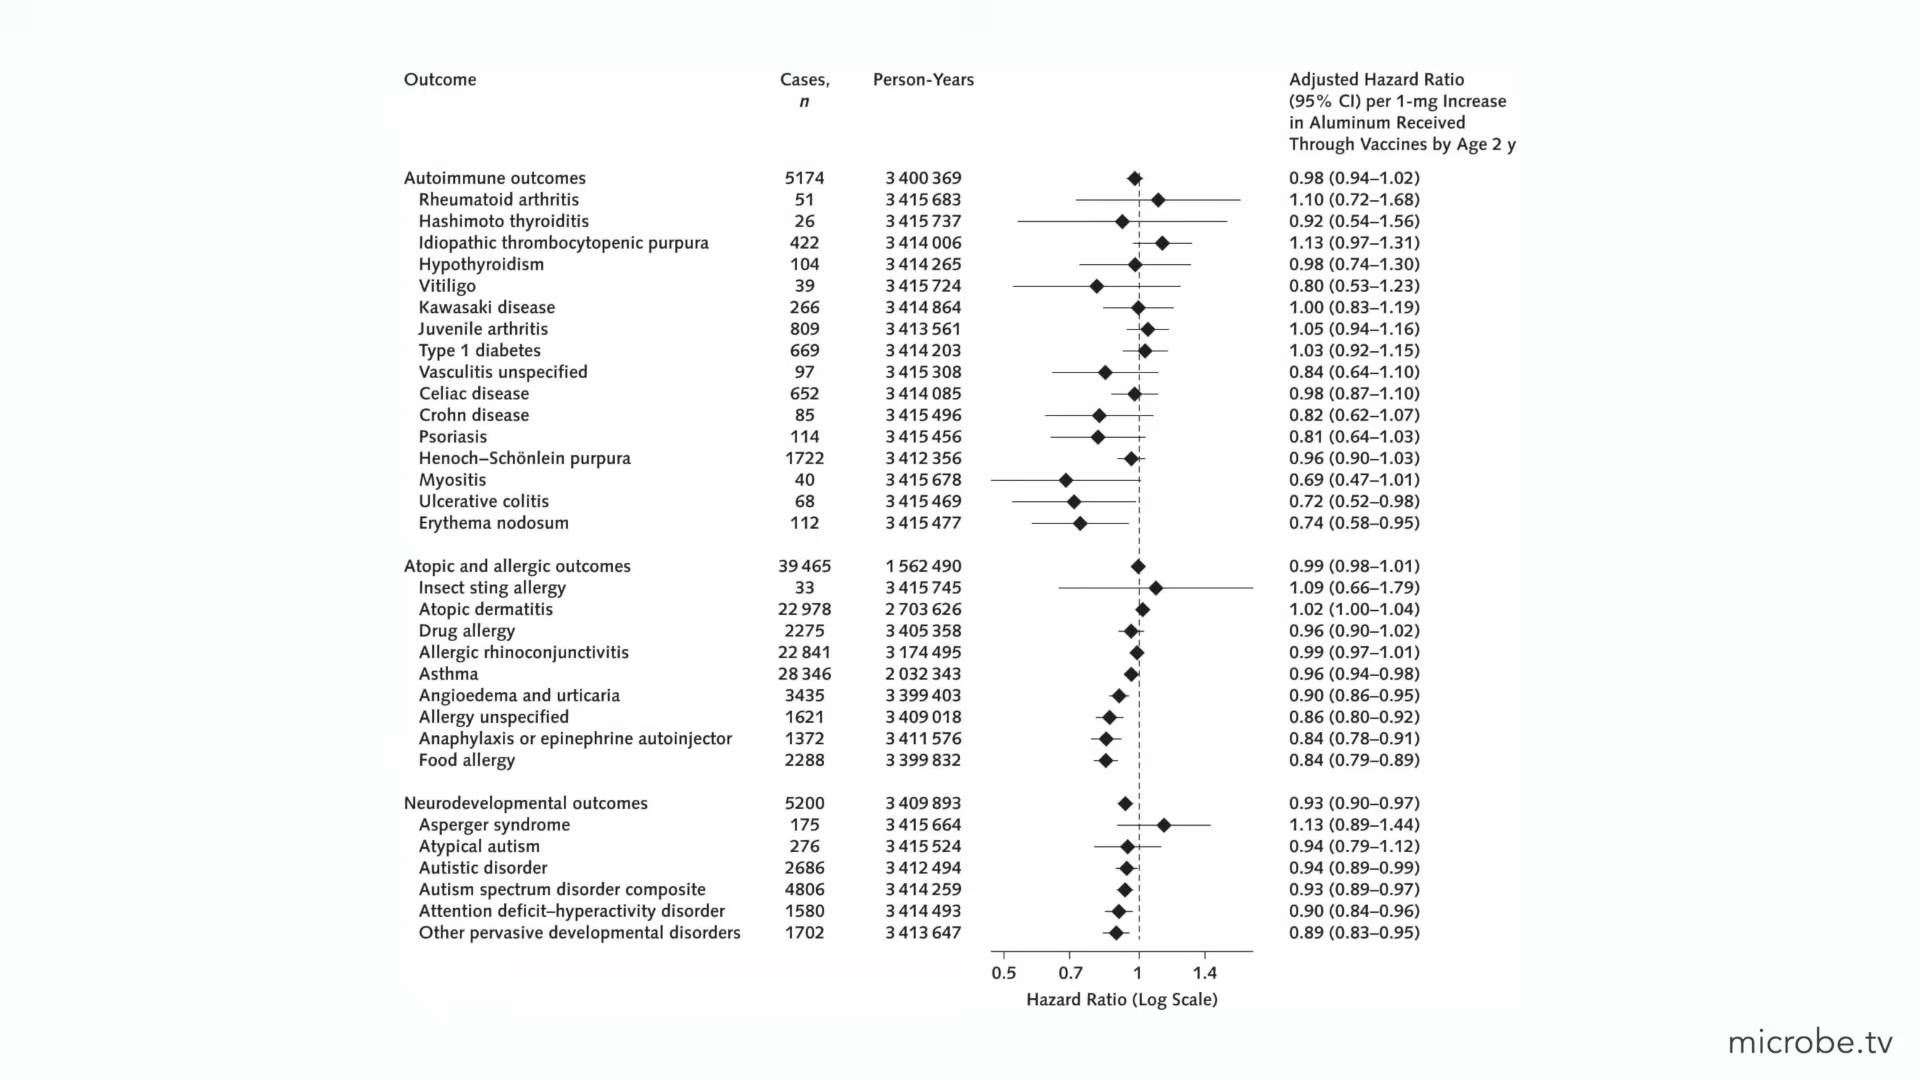 Outcome Cases, Person-Years Adjusted Hazard Ratio
n (95% CI) per 1-mg Increase
in Aluminum Received
Through Vaccines by Age 2 y
Autoimmune outcomes 5174 3 400 369 0.98 (0.94–1.02)
Rheumatoid arthritis 51 3 415 683 1.10 (0.72–1.68)
Hashimoto thyroiditis 26 3 415 737 0.92 (0.54–1.56)
Idiopathic thrombocytopenic purpura 422 3 414 006 1.13 (0.97–1.31)
Hypothyroidism 104 3 414 265 0.98 (0.74–1.30)
Vitiligo 39 3 415 724 0.80 (0.53–1.23)
Kawasaki disease 266 3 414 864 1.00 (0.83–1.19)
Juvenile arthritis 809 3 413 561 1.05 (0.94–1.16)
Type 1 diabetes 669 3 414 203 1.03 (0.92–1.15)
Vasculitis unspecified 97 3 415 308 0.84 (0.64–1.10)
Celiac disease 652 3 414 085 0.98 (0.87–1.10)
Crohn disease 85 3 415 496 0.82 (0.62–1.07)
Psoriasis 114 3 415 456 0.81 (0.64–1.03)
Henoch–Schönlein purpura 1722 3 412 356 0.96 (0.90–1.03)
Myositis 40 3 415 678 0.69 (0.47–1.01)
Ulcerative colitis 68 3 415 469 0.72 (0.52–0.98)
Erythema nodosum 112 3 415 477 0.74 (0.58–0.95)
Atopic and allergic outcomes 39 465 1 562 490 0.99 (0.98–1.01)
Insect sting allergy 33 3 415 745 1.09 (0.66–1.79)
Atopic dermatitis 22 978 2 703 626 1.02 (1.00–1.04)
Drug allergy 2275 3 405 358 0.96 (0.90–1.02)
Allergic rhinoconjunctivitis 22 841 3 174 495 0.99 (0.97–1.01)
Asthma 28 346 2 032 343 0.96 (0.94–0.98)
Angioedema and urticaria 3435 3 399 403 0.90 (0.86–0.95)
Allergy unspecified 1621 3 409 018 0.86 (0.80–0.92)
Anaphylaxis or epinephrine autoinjector 1372 3 411 576 0.84 (0.78–0.91)
Food allergy 2288 3 399 832 0.84 (0.79–0.89)
Neurodevelopmental outcomes 5200 3 409 893 0.93 (0.90–0.97)
Asperger syndrome 175 3 415 664 1.13 (0.89–1.44)
Atypical autism 276 3 415 524 0.94 (0.79–1.12)
Autistic disorder 2686 3 412 494 0.94 (0.89–0.99)
Autism spectrum disorder composite 4806 3 414 259 0.93 (0.89–0.97)
Attention deficit–hyperactivity disorder 1580 3 414 493 0.90 (0.84–0.96)
Other pervasive developmental disorders 1702 3 413 647 0.89 (0.83–0.95)
0.5 0.7 1 1.4
Hazard Ratio (Log Scale)
microbe.tv